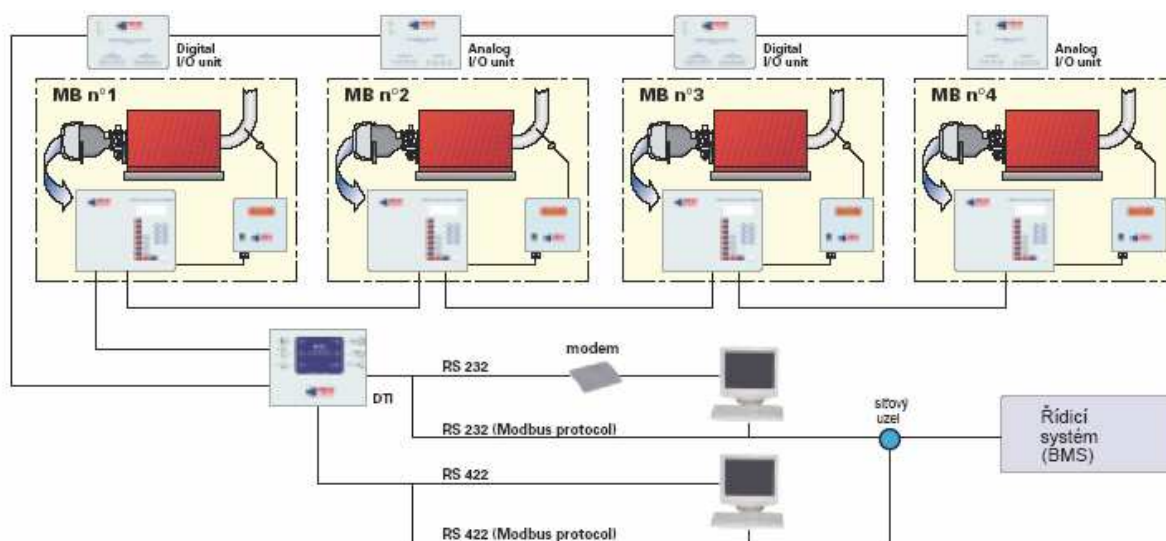 Digital
I/O unit
Analog
I/O unit
Digital
I/O unit
Analog
I/O unit
MB n°1
MB n°2
MB n°3
MB n°4
modem
RS 232
DTI
síťový
uzel
RS 232 (Modbus protocol)
Řídicí
systém
(BMS)
RS 422
RS 422 (Modbus protocol)